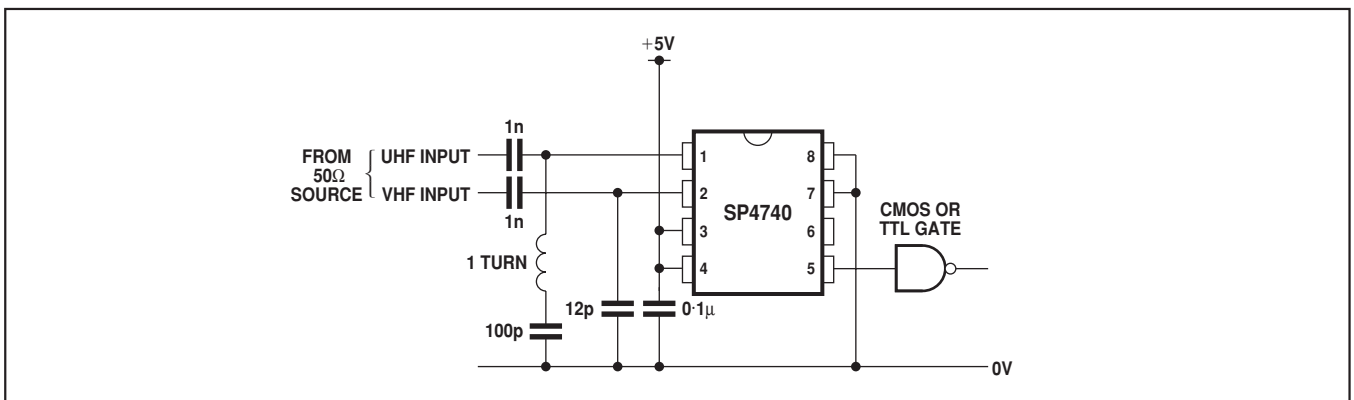 +5V
1n
FROM
50Ω
SOURCE
UHF INPUT
VHF INPUT
1n
1 TURN
100p
12p
0·1μ
1
2
3
4
SP4740
8
7
6
5
CMOS OR
TTL GATE
0V